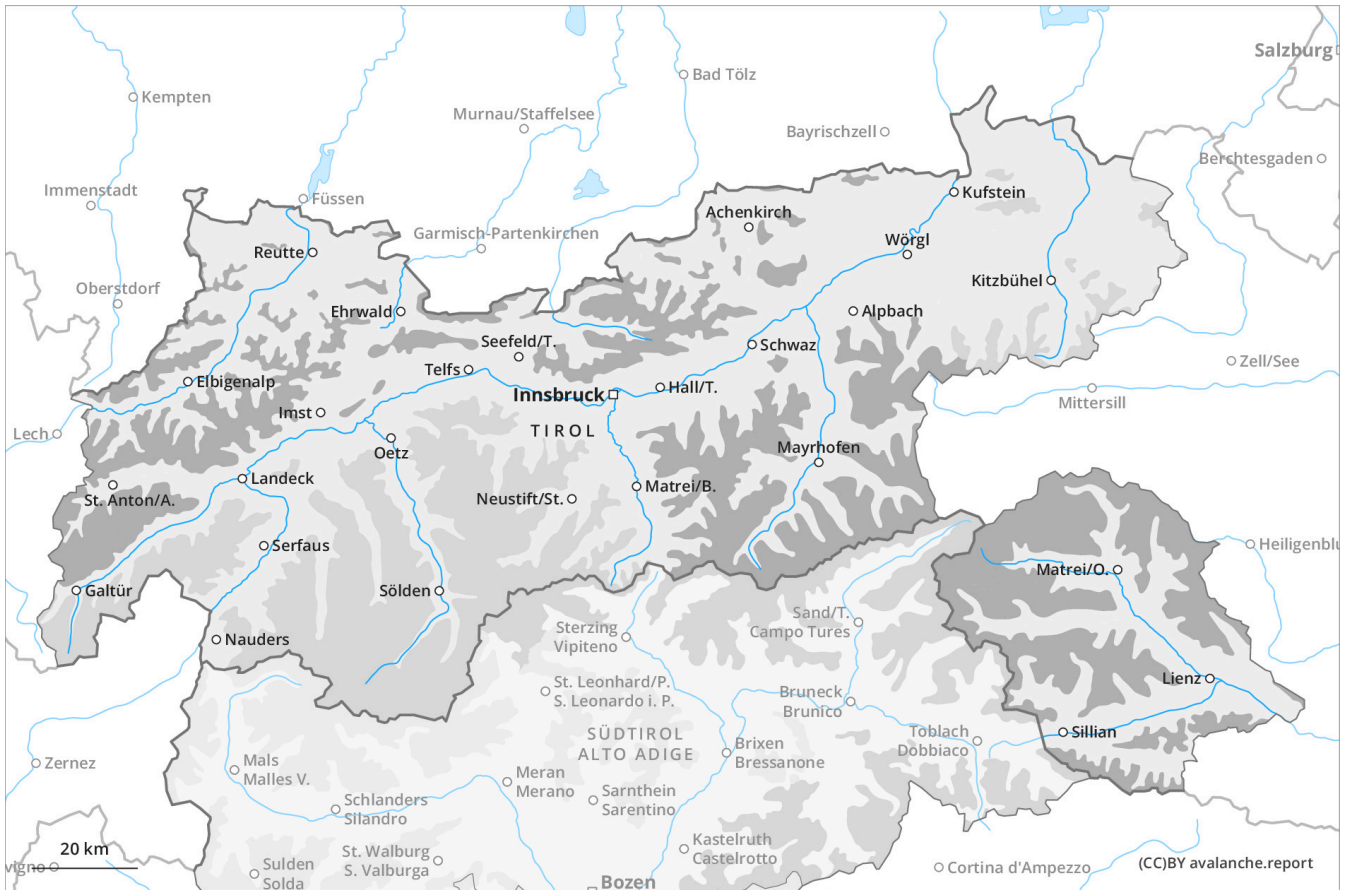 Salzburg
Bad Tölz
Kempten
Murnau/Staffelsee
Bayrischzell
Berchtesgaden
Immenstadt
Füssen
Kufstein
Achenkirch
Garmisch-Partenkirchen
Wörgl
Reutte
Kitzbühel
Oberstdorf
Ehrwald
Alpbach
Seefeld/T.
Schwaz
Zell/See
Telfs
Elbigenalp
Innsbruck
Hall/T.
Mittersill
Imst
Lech
TIROL
Oetz
Mayrhofen
Landeck
St. Anton/A.
Neustift/St.
Matrei/B.
Serfaus
Heiligenblu
Matrei/O.
Galtür
Sölden
Sand/T.
Campo Tures
Nauders
Sterzing
Vipiteno
Lienz
St. Leonhard/P.
S. Leonardo i. P.
Bruneck
Brunico
SÜDTIROL
ALTO ADIGE
Toblach
Dobbiaco
Sillian
Brixen
Bressanone
Zernez
Mals
Malles V.
Meran
Merano
Sarnthein
Sarentino
Schlanders
Silandro
20 km
St. Walburg
S. Valburga
Kastelruth
Castelrotto
vigno
Sulden
Solda
Cortina d'Ampezzo
(CC)BY avalanche.report
Bozen